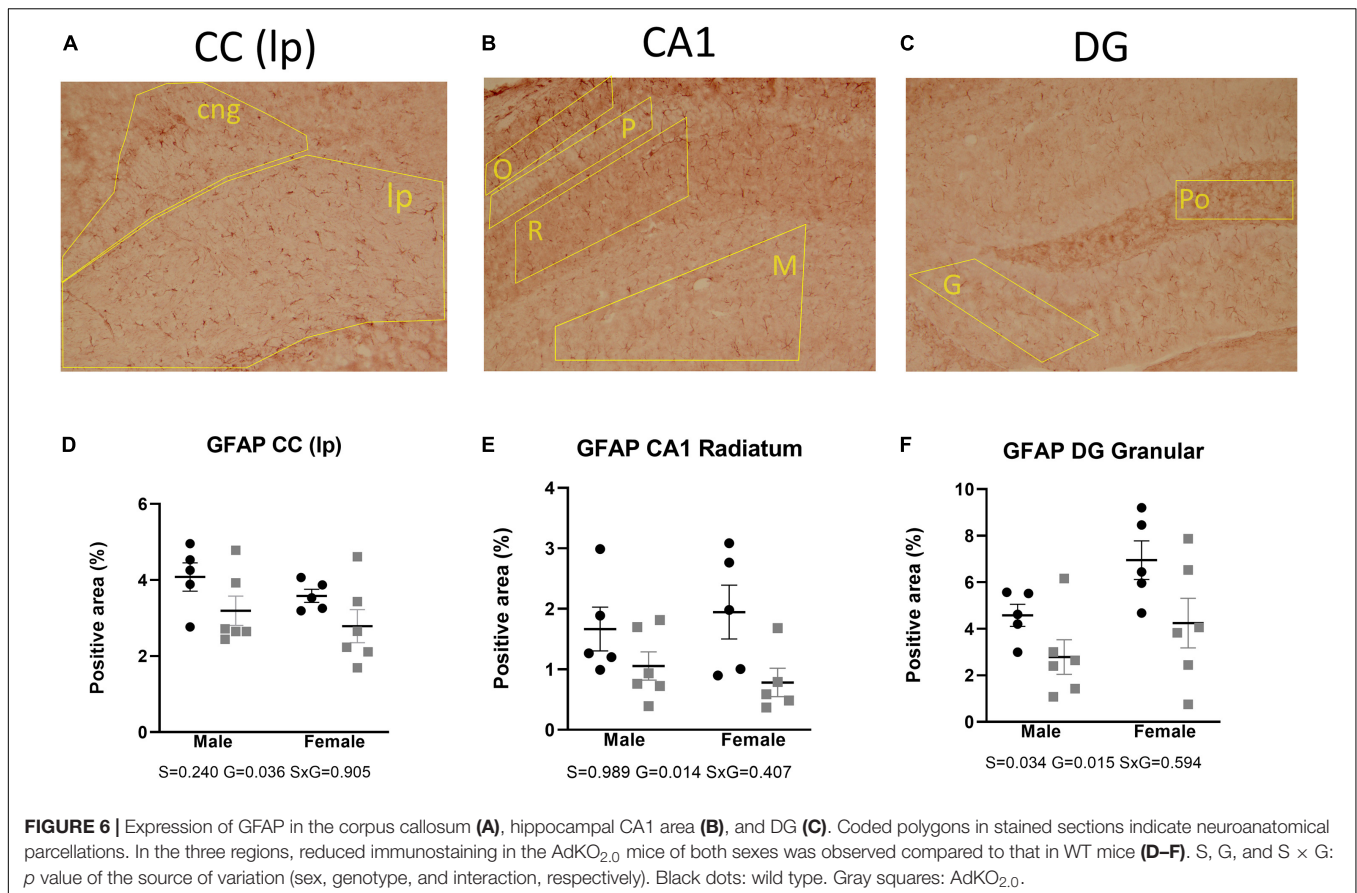 A
CC (lp)
cng
lp
B
CA1
O
P
R
M
C
DG
Po
G
D
GFAP CC (lp)
Positive area (%)
6
4
2
0
Male
Female
S=0.240 G=0.036 SxG=0.905
E
GFAP CA1 Radiatum
Positive area (%)
4
3
2
1
0
Male
Female
S=0.989 G=0.014 SxG=0.407
F
GFAP DG Granular
Positive area (%)
10
8
6
4
2
0
Male
Female
S=0.034 G=0.015 SxG=0.594
FIGURE 6 | Expression of GFAP in the corpus callosum (A), hippocampal CA1 area (B), and DG (C). Coded polygons in stained sections indicate neuroanatomical
parcellations. In the three regions, reduced immunostaining in the AdKO2.0 mice of both sexes was observed compared to that in WT mice (D–F). S, G, and S × G:
p value of the source of variation (sex, genotype, and interaction, respectively). Black dots: wild type. Gray squares: AdKO2.0.